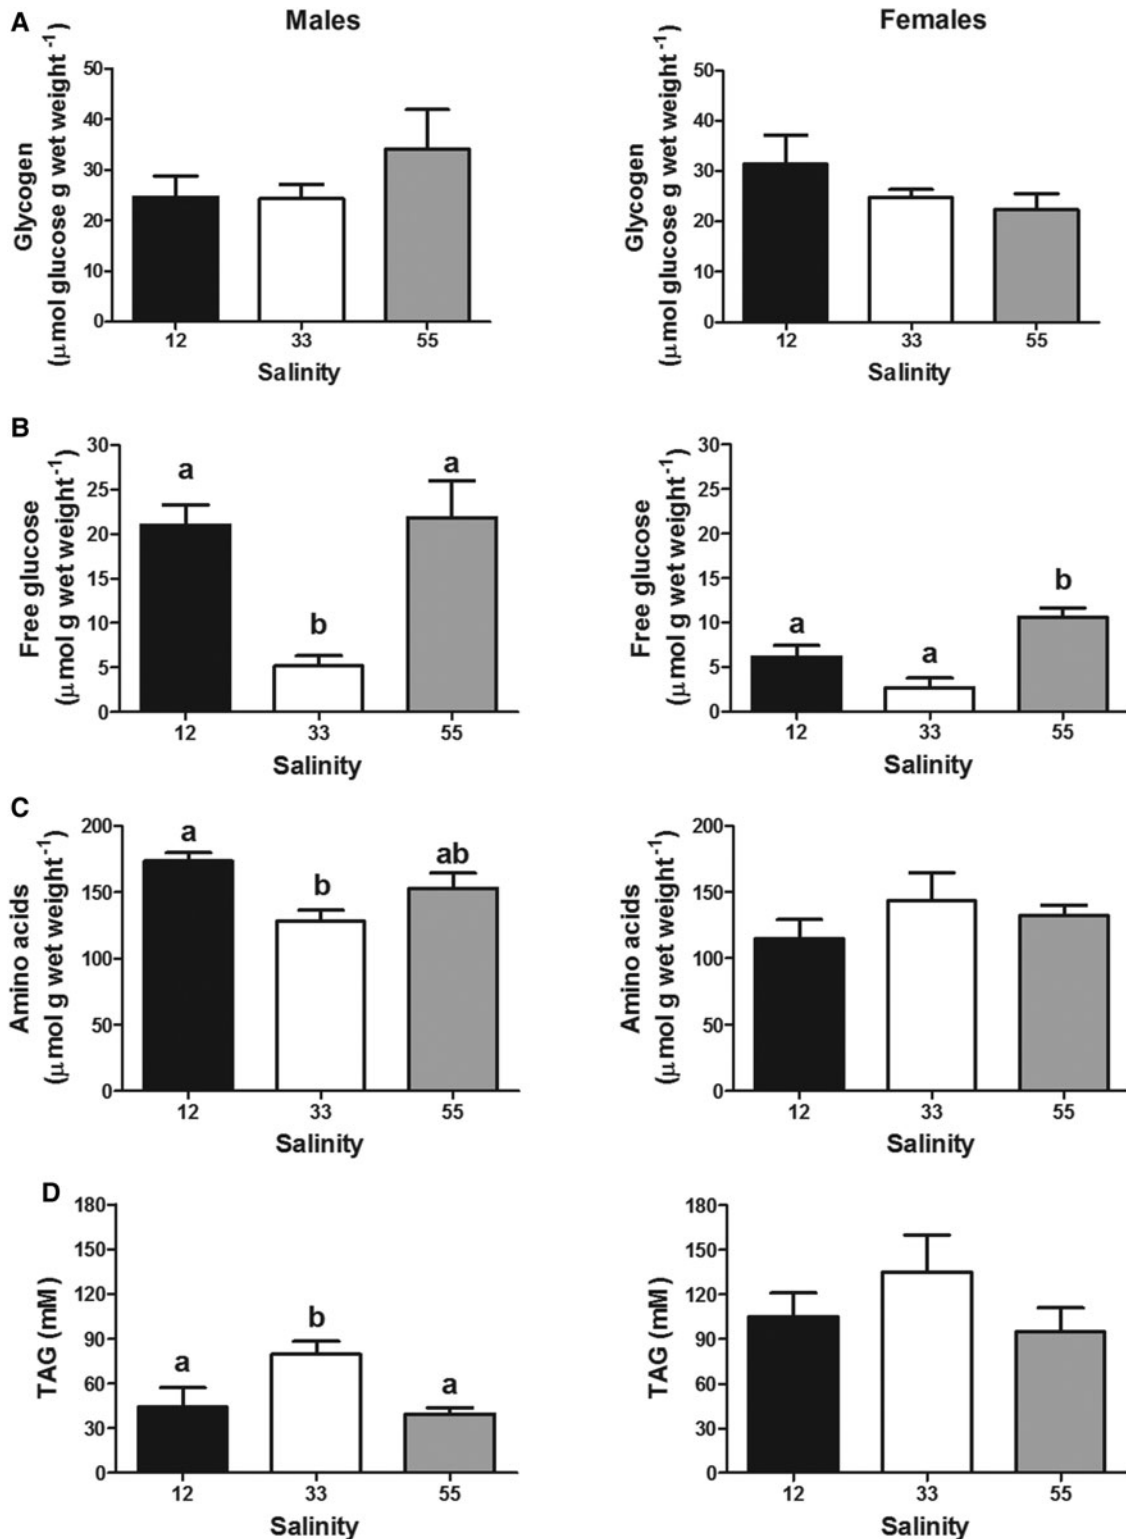 A
Males
Females
Glycogen
(μmol glucose g wet weight⁻¹)
50
40
30
20
10
0
12
33
55
Salinity
Glycogen
(μmol glucose g wet weight⁻¹)
50
40
30
20
10
0
12
33
55
Salinity
B
Free glucose
(μmol g wet weight⁻¹)
30
25
20
15
10
5
0
a
b
a
12
33
55
Salinity
Free glucose
(μmol g wet weight⁻¹)
30
25
20
15
10
5
0
a
a
b
12
33
55
Salinity
C
Amino acids
(μmol g wet weight⁻¹)
200
150
100
50
0
a
b
ab
12
33
55
Salinity
Amino acids
(μmol g wet weight⁻¹)
200
150
100
50
0
12
33
55
Salinity
D
TAG (mM)
180
150
120
90
60
30
0
a
b
a
12
33
55
Salinity
TAG (mM)
180
150
120
90
60
30
0
12
33
55
Salinity